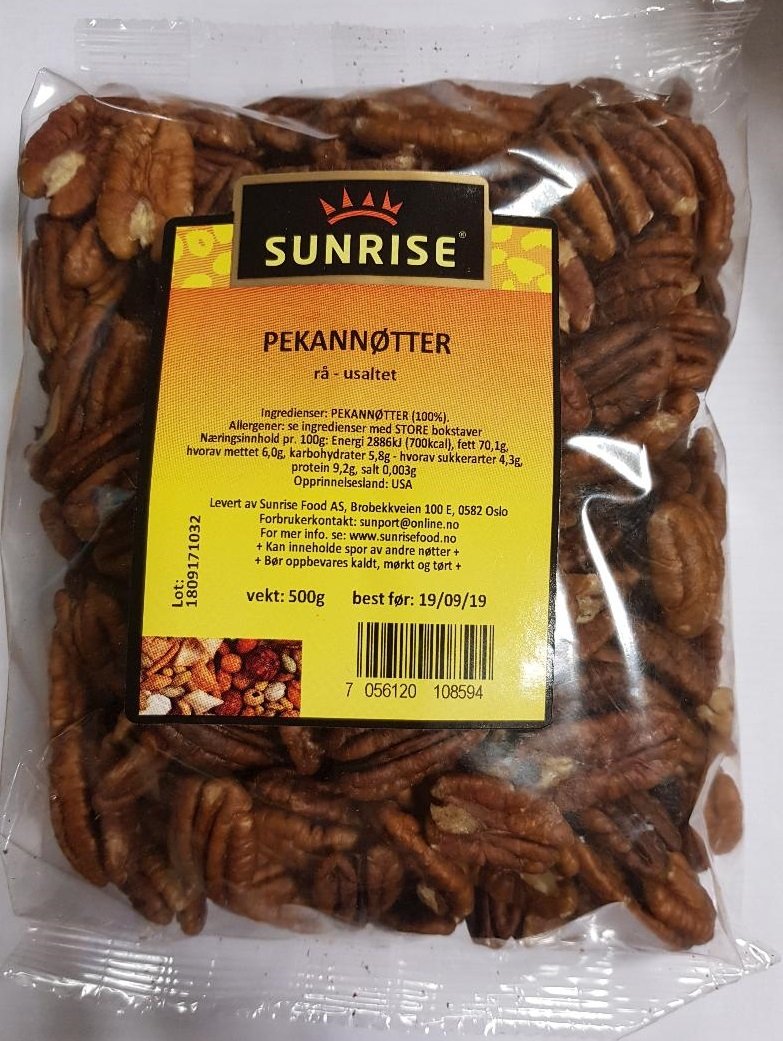 SUNRISE®
PEKANNØTTER
rå - usaltet
Ingredienser: PEKANNØTTER (100%).
Allergener: se ingredienser med STORE bokstaver
Næringsinnhold pr. 100g: Energi 2886kJ (700kcal), fett 70,1g,
hvorav mettet 6,0g, karbohydrater 5,8g - hvorav sukkerarter 4,3g,
protein 9,2g, salt 0,003g
Opprinnelsesland: USA
Levert av Sunrise Food AS, Brobekkveien 100 E, 0582 Oslo
Forbrukerkontakt: sunport@online.no
For mer info. se: www.sunrisefood.no
+ Kan inneholde spor av andre nøtter +
+ Bør oppbevares kaldt, mørkt og tørt +
Lot:
1809171032
vekt: 500g best før: 19/09/19
7 056120 108594